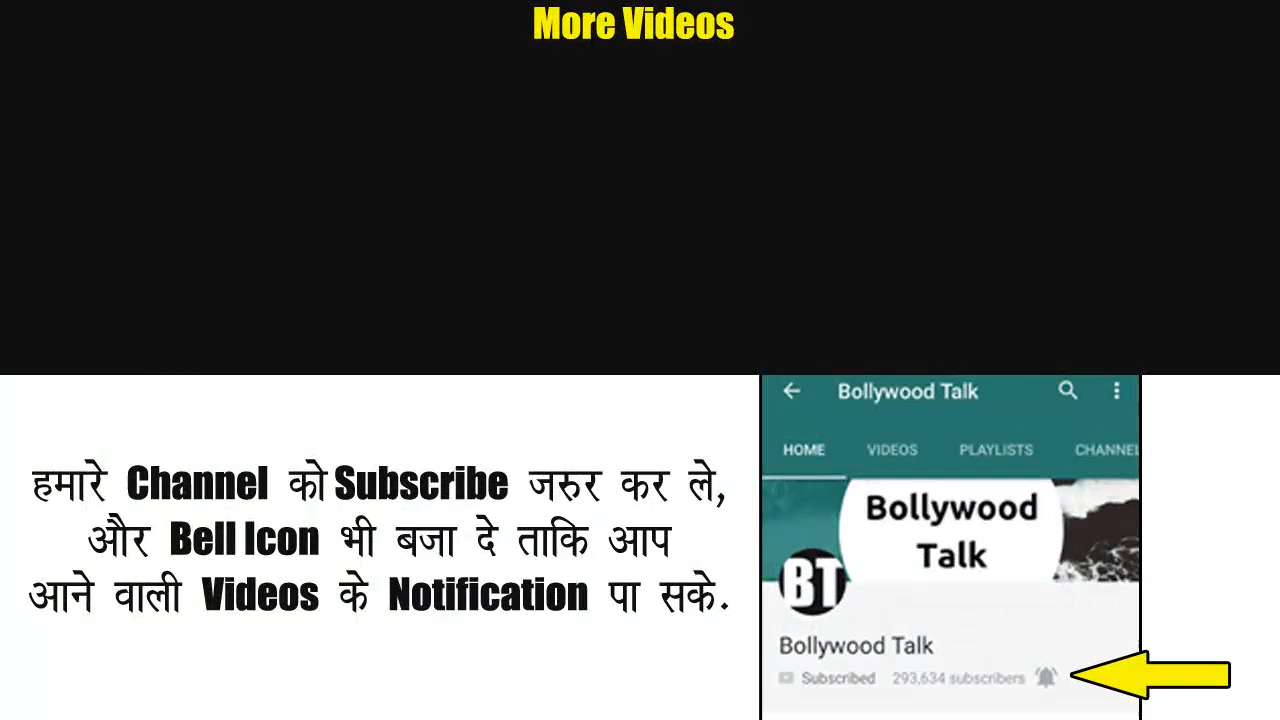 More Videos
हमारे Channel को Subscribe जरुर कर ले,
और Bell Icon भी बजा दे ताकि आप
आने वाली Videos के Notification पा सके.
Bollywood Talk
HOME VIDEOS PLAYLISTS CHANNEL
Bollywood
Talk
BT
Bollywood Talk
Subscribed 293,634 subscribers